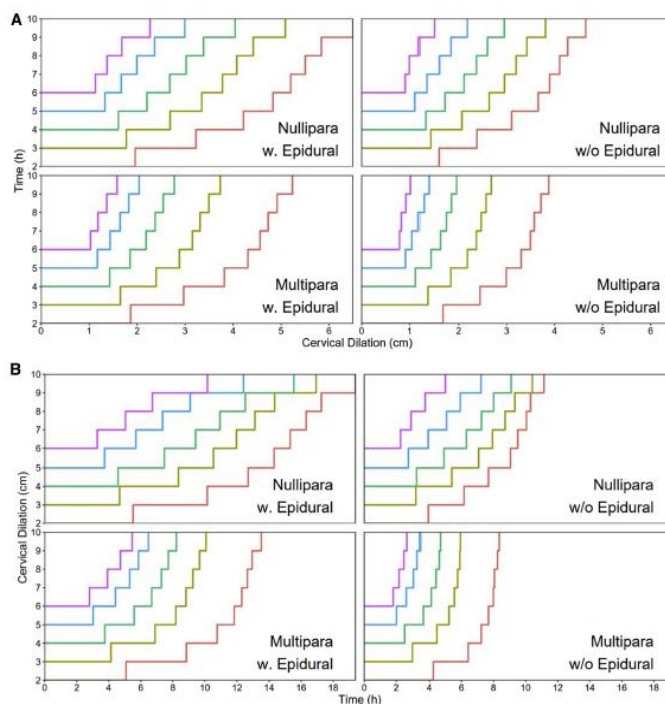 A
10
9
8
7
6
5
4
3
2
Nullipara
w. Epidural
Nullipara
w/o Epidural
Time (h)
10
9
8
7
6
5
4
3
2
Multipara
w. Epidural
Multipara
w/o Epidural
0 1 2 3 4 5 6 0 1 2 3 4 5 6
Cervical Dilation (cm)
B
10
9
8
7
6
5
4
3
2
Nullipara
w. Epidural
Nullipara
w/o Epidural
Cervical Dilation (cm)
10
9
8
7
6
5
4
3
2
Multipara
w. Epidural
Multipara
w/o Epidural
0 2 4 6 8 10 12 14 16 18 0 2 4 6 8 10 12 14 16 18
Time (h)